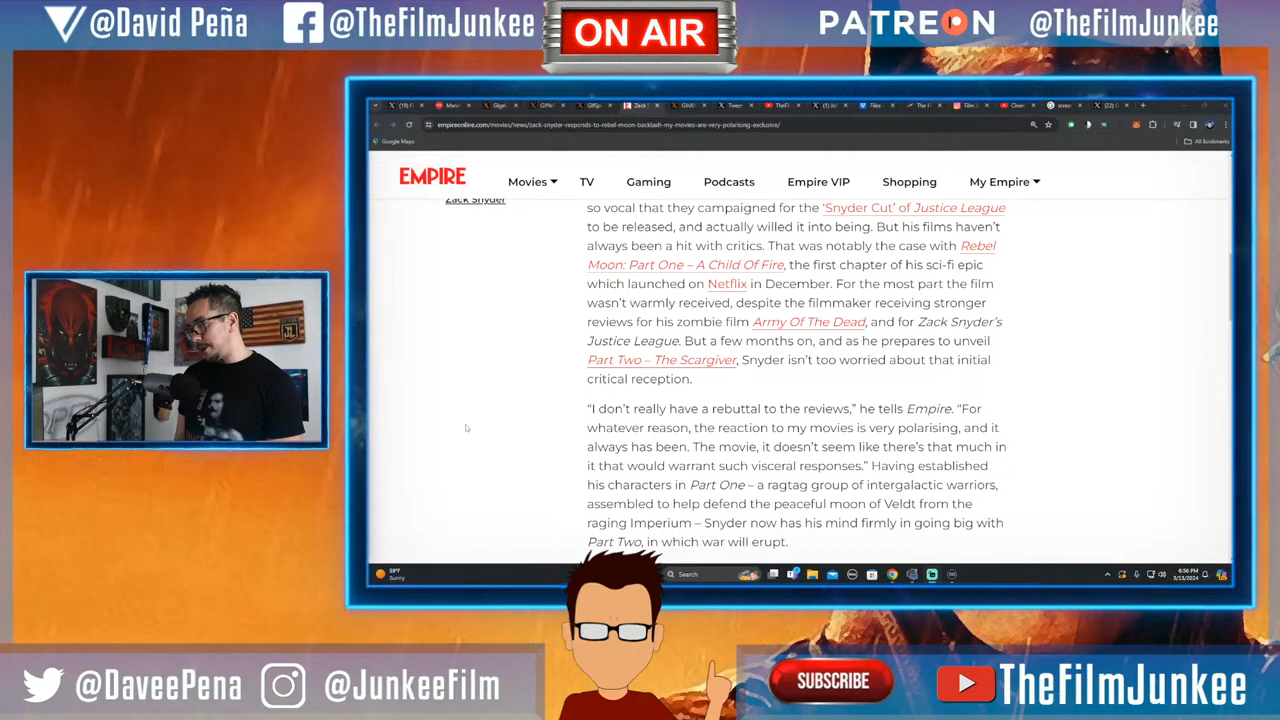 @David Peña
@TheFilmJunkee
ON AIR
PATREON
@TheFilmJunkee
empireonline.com/movies/news/zack-snyder-responds-to-rebel-moon-backlash-my-movies-are-very-polarising-exclusive/
Google Maps
All Bookmarks
EMPIRE
Movies
TV
Gaming
Podcasts
Empire VIP
Shopping
My Empire
Zack Snyder
so vocal that they campaigned for the ‘Snyder Cut’ of Justice League
to be released, and actually willed it into being. But his films haven’t
always been a hit with critics. That was notably the case with Rebel
Moon: Part One – A Child Of Fire, the first chapter of his sci-fi epic
which launched on Netflix in December. For the most part the film
wasn’t warmly received, despite the filmmaker receiving stronger
reviews for his zombie film Army Of The Dead, and for Zack Snyder’s
Justice League. But a few months on, and as he prepares to unveil
Part Two – The Scargiver, Snyder isn’t too worried about that initial
critical reception.
“I don’t really have a rebuttal to the reviews,” he tells Empire. “For
whatever reason, the reaction to my movies is very polarising, and it
always has been. The movie, it doesn’t seem like there’s that much in
it that would warrant such visceral responses.” Having established
his characters in Part One – a ragtag group of intergalactic warriors,
assembled to help defend the peaceful moon of Veldt from the
raging Imperium – Snyder now has his mind firmly in going big with
Part Two, in which war will erupt.
59°F
Sunny
Search
6:56 PM
3/13/2024
@DaveePena
@JunkeeFilm
SUBSCRIBE
TheFilmJunkee